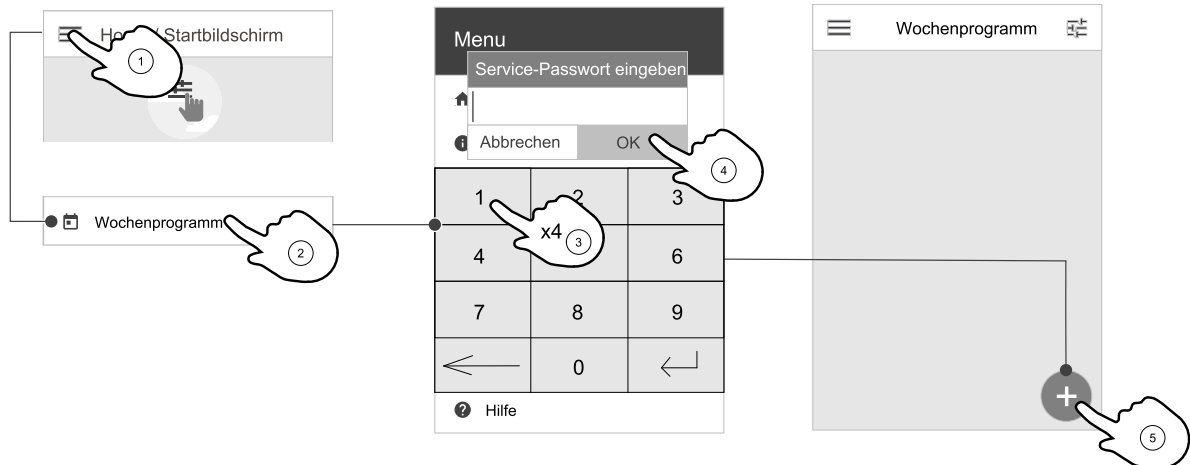 Startbildschirm
1
Wochenprogramm
2
Menu
Service-Passwort eingeben
Abbrechen OK
4
1 2 3
x4 3
4 6
7 8 9
0
Hilfe
Wochenprogramm
+
5